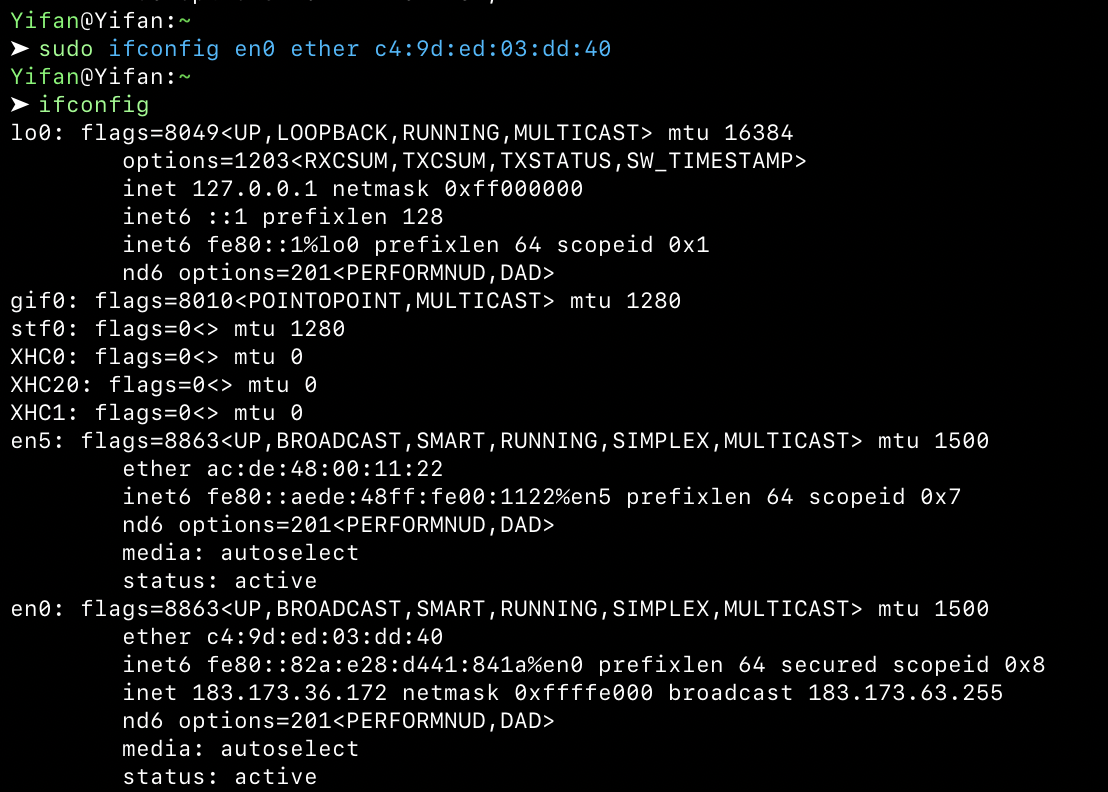 Yifan@Yifan:~
➤ sudo ifconfig en0 ether c4:9d:ed:03:dd:40
Yifan@Yifan:~
➤ ifconfig
lo0: flags=8049<UP,LOOPBACK,RUNNING,MULTICAST> mtu 16384
options=1203<RXCSUM,TXCSUM,TXSTATUS,SW_TIMESTAMP>
inet 127.0.0.1 netmask 0xff000000
inet6 ::1 prefixlen 128
inet6 fe80::1%lo0 prefixlen 64 scopeid 0x1
nd6 options=201<PERFORMNUD,DAD>
gif0: flags=8010<POINTOPOINT,MULTICAST> mtu 1280
stf0: flags=0<> mtu 1280
XHC0: flags=0<> mtu 0
XHC20: flags=0<> mtu 0
XHC1: flags=0<> mtu 0
en5: flags=8863<UP,BROADCAST,SMART,RUNNING,SIMPLEX,MULTICAST> mtu 1500
ether ac:de:48:00:11:22
inet6 fe80::aede:48ff:fe00:1122%en5 prefixlen 64 scopeid 0x7
nd6 options=201<PERFORMNUD,DAD>
media: autoselect
status: active
en0: flags=8863<UP,BROADCAST,SMART,RUNNING,SIMPLEX,MULTICAST> mtu 1500
ether c4:9d:ed:03:dd:40
inet6 fe80::82a:e28:d441:841a%en0 prefixlen 64 secured scopeid 0x8
inet 183.173.36.172 netmask 0xffffe000 broadcast 183.173.63.255
nd6 options=201<PERFORMNUD,DAD>
media: autoselect
status: active